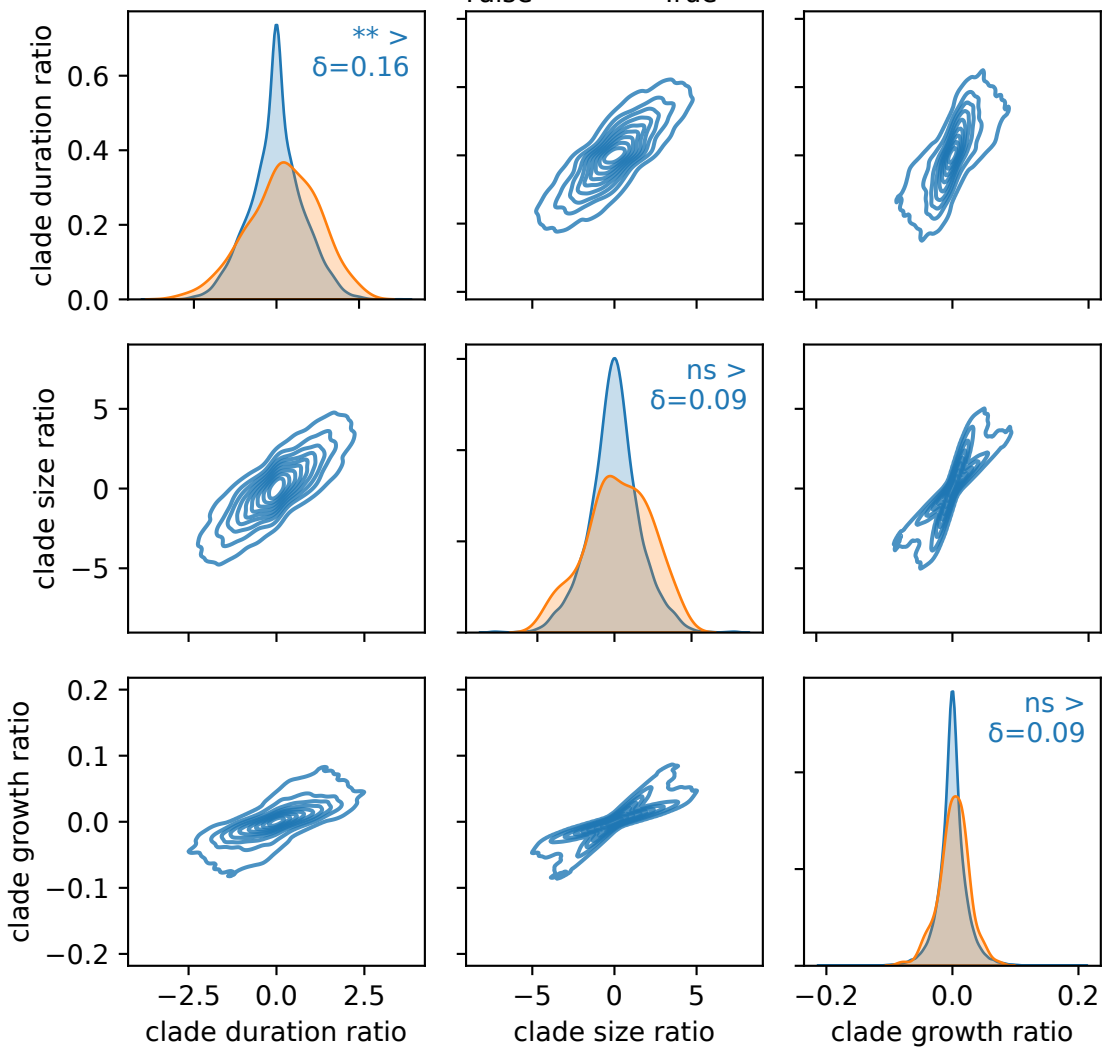 True
** >
δ=0.16
clade duration ratio
0.6
0.4
0.2
0.0
ns >
δ=0.09
clade size ratio
5
0
−5
ns >
δ=0.09
clade growth ratio
0.2
0.1
0.0
−0.1
−0.2
−2.5 0.0 2.5
−5 0 5
−0.2 0.0 0.2
clade duration ratio
clade size ratio
clade growth ratio